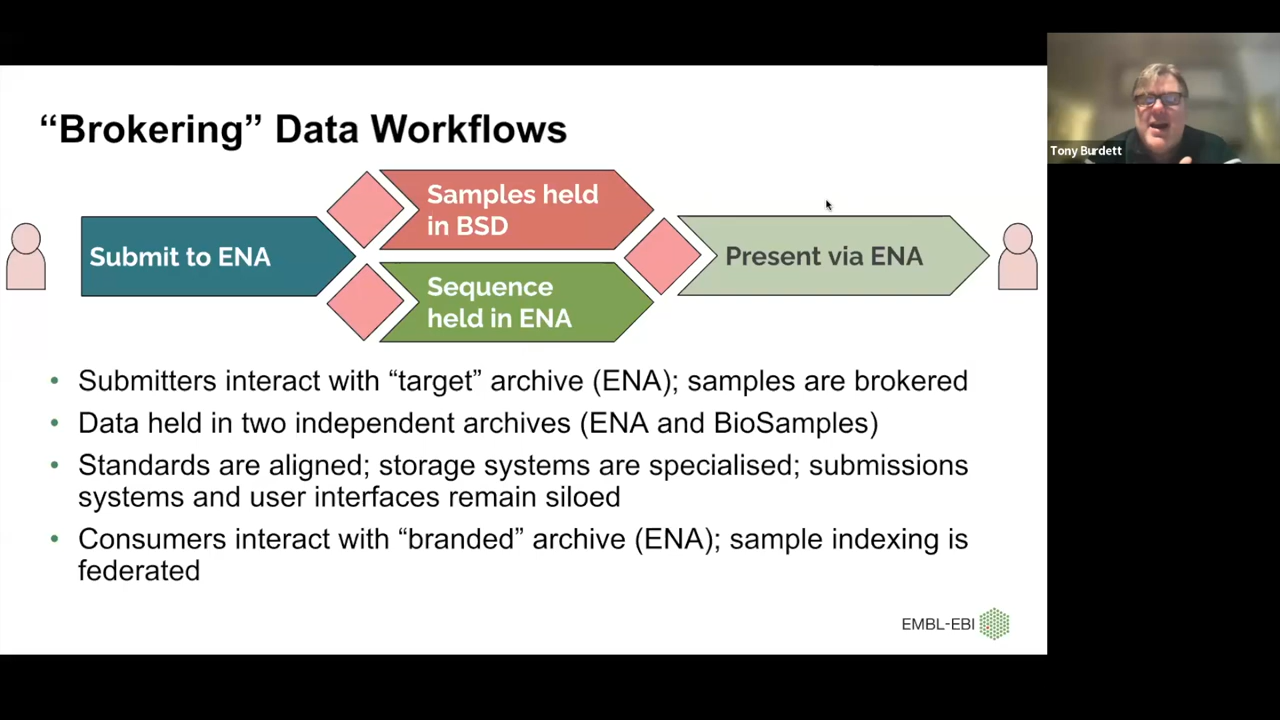 “Brokering” Data Workflows
Submit to ENA
Samples held
in BSD
Sequence
held in ENA
Present via ENA
• Submitters interact with “target” archive (ENA); samples are brokered
• Data held in two independent archives (ENA and BioSamples)
• Standards are aligned; storage systems are specialised; submissions
systems and user interfaces remain siloed
• Consumers interact with “branded” archive (ENA); sample indexing is
federated
EMBL-EBI
Tony Burdett